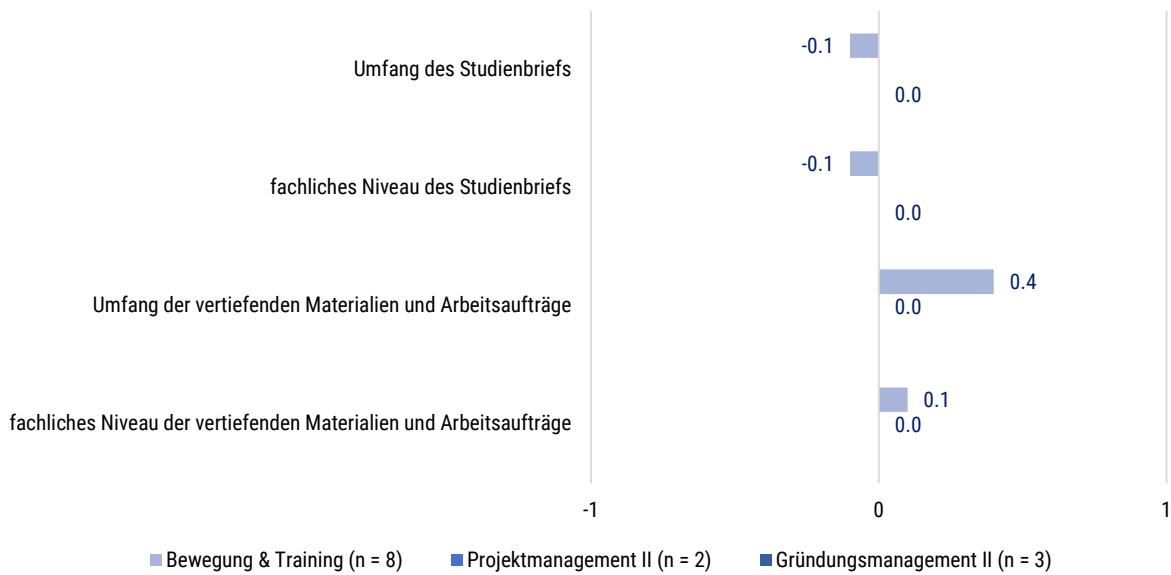 -0.1
Umfang des Studienbriefs
0.0
-0.1
fachliches Niveau des Studienbriefs
0.0
0.4
Umfang der vertiefenden Materialien und Arbeitsaufträge
0.0
0.1
fachliches Niveau der vertiefenden Materialien und Arbeitsaufträge
0.0
-1 0 1
Bewegung & Training (n = 8) Projektmanagement II (n = 2) Gründungsmanagement II (n = 3)